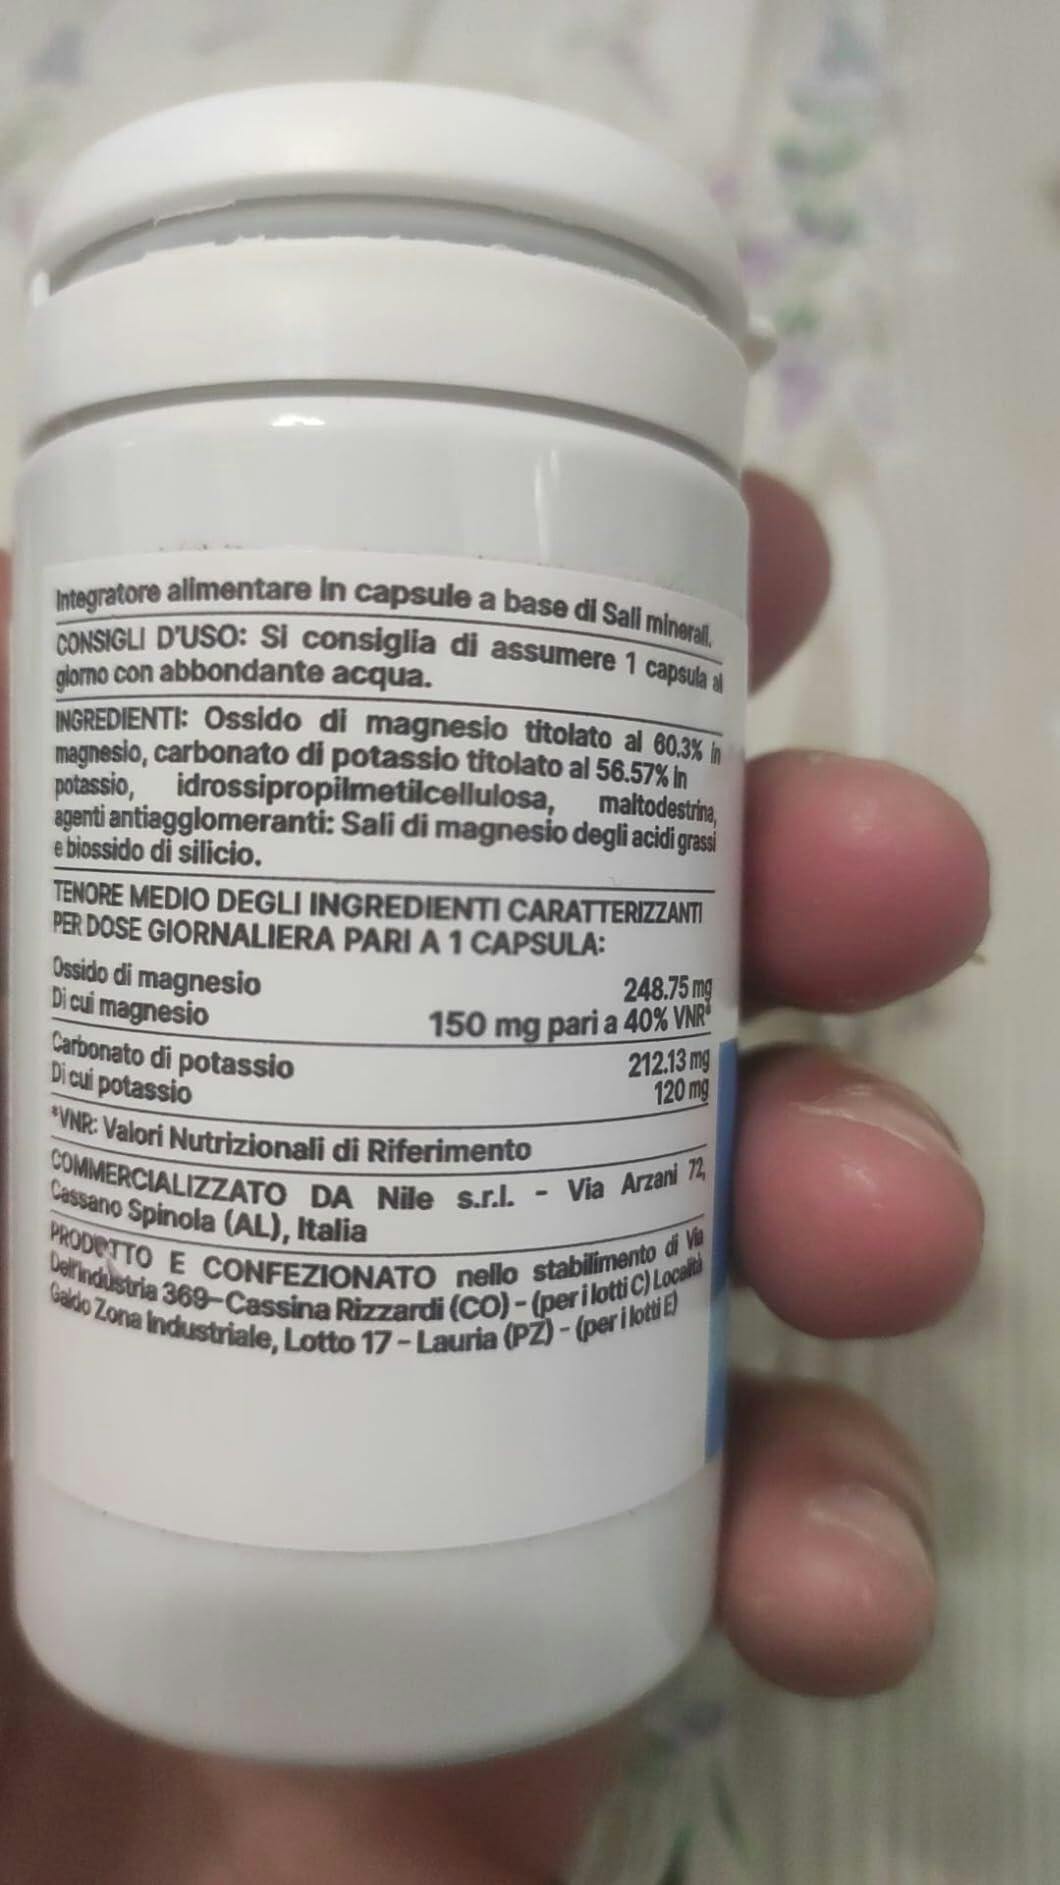 Integratore alimentare in capsule a base di Sali minerali.
CONSIGLI D'USO: Si consiglia di assumere 1 capsula al
giorno con abbondante acqua.
INGREDIENTI: Ossido di magnesio titolato al 60.3% in
magnesio, carbonato di potassio titolato al 56.57% in
potassio, idrossipropilmetilcellulosa, maltodestrina,
agenti antiagglomeranti: Sali di magnesio degli acidi grassi
e biossido di silicio.
TENORE MEDIO DEGLI INGREDIENTI CARATTERIZZANTI
PER DOSE GIORNALIERA PARI A 1 CAPSULA:
Ossido di magnesio 248.75 mg
Di cui magnesio 150 mg pari a 40% VNR*
Carbonato di potassio 212.13 mg
Di cui potassio 120 mg
*VNR: Valori Nutrizionali di Riferimento
COMMERCIALIZZATO DA Nile s.r.l. - Via Arzani 72,
Cassano Spinola (AL), Italia
PRODOTTO E CONFEZIONATO nello stabilimento di Via
Dell'industria 369-Cassina Rizzardi (CO) - (per i lotti C) Località
Galdo Zona Industriale, Lotto 17 - Lauria (PZ) - (per i lotti E)